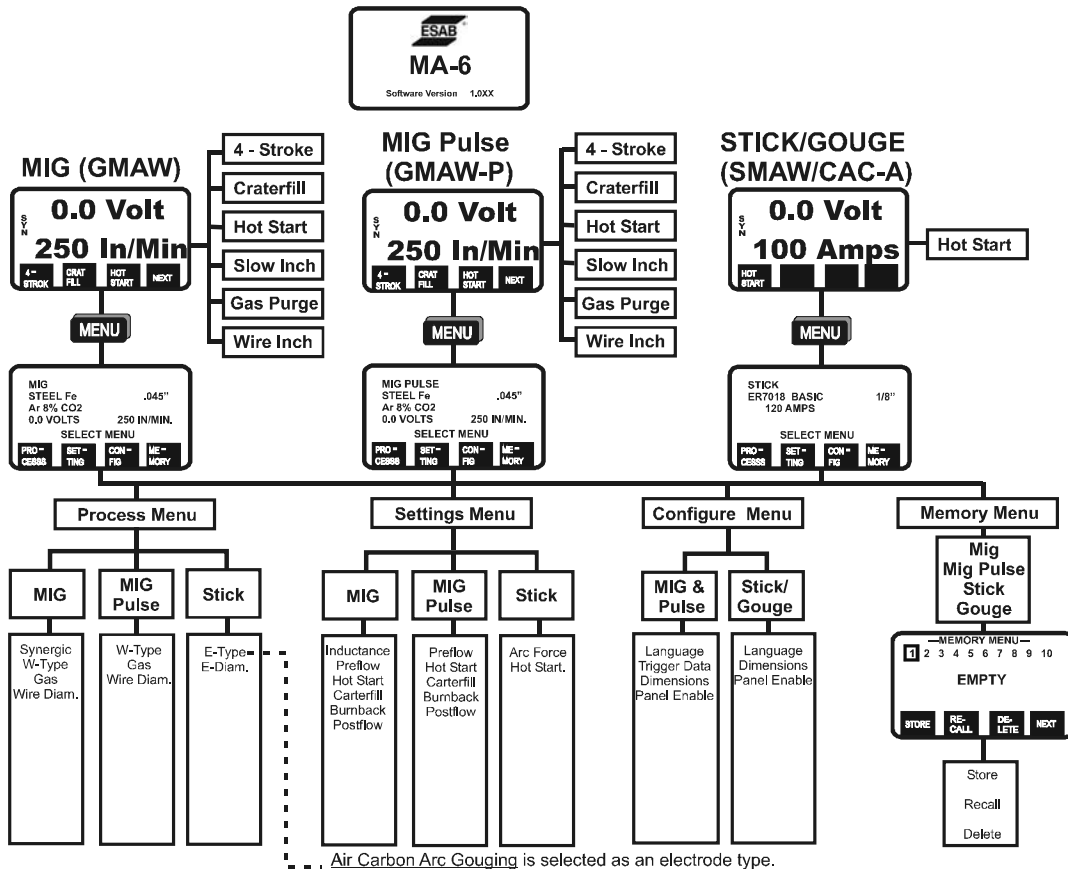 ESAB ®
MA-6
Software Version 1.0XX
MIG (GMAW)
0.0 Volt
SYN
250 In/Min
4 -
STROK
CRAT
FILL
HOT
START
NEXT
4 - Stroke
Craterfill
Hot Start
Slow Inch
Gas Purge
Wire Inch
MENU
MIG
STEEL Fe .045"
Ar 8% CO2
0.0 VOLTS 250 IN/MIN.
SELECT MENU
PRO -
CESSS
SET -
TING
CON -
FIG
ME -
MORY
MIG Pulse
(GMAW-P)
0.0 Volt
SYN
250 In/Min
4 -
STROK
CRAT
FILL
HOT
START
NEXT
4 - Stroke
Craterfill
Hot Start
Slow Inch
Gas Purge
Wire Inch
MENU
MIG PULSE
STEEL Fe .045"
Ar 8% CO2
0.0 VOLTS 250 IN/MIN.
SELECT MENU
PRO -
CESSS
SET -
TING
CON -
FIG
ME -
MORY
STICK/GOUGE
(SMAW/CAC-A)
0.0 Volt
SYN
100 Amps
HOT
START
Hot Start
MENU
STICK
ER7018 BASIC 1/8"
120 AMPS
SELECT MENU
PRO -
CESSS
SET -
TING
CON -
FIG
ME -
MORY
Process Menu
MIG
Synergic
W-Type
Gas
Wire Diam.
MIG
Pulse
W-Type
Gas
Wire Diam.
Stick
E-Type
E-Diam.
Settings Menu
MIG
Inductance
Preflow
Hot Start
Carterfill
Burnback
Postflow
MIG
Pulse
Preflow
Hot Start
Carterfill
Burnback
Postflow
Stick
Arc Force
Hot Start.
Configure Menu
MIG &
Pulse
Language
Trigger Data
Dimensions
Panel Enable
Stick/
Gouge
Language
Dimensions
Panel Enable
Memory Menu
Mig
Mig Pulse
Stick
Gouge
MEMORY MENU
1 2 3 4 5 6 7 8 9 10
EMPTY
STORE
RE-
CALL
DE-
LETE
NEXT
Store
Recall
Delete
Air Carbon Arc Gouging is selected as an electrode type.